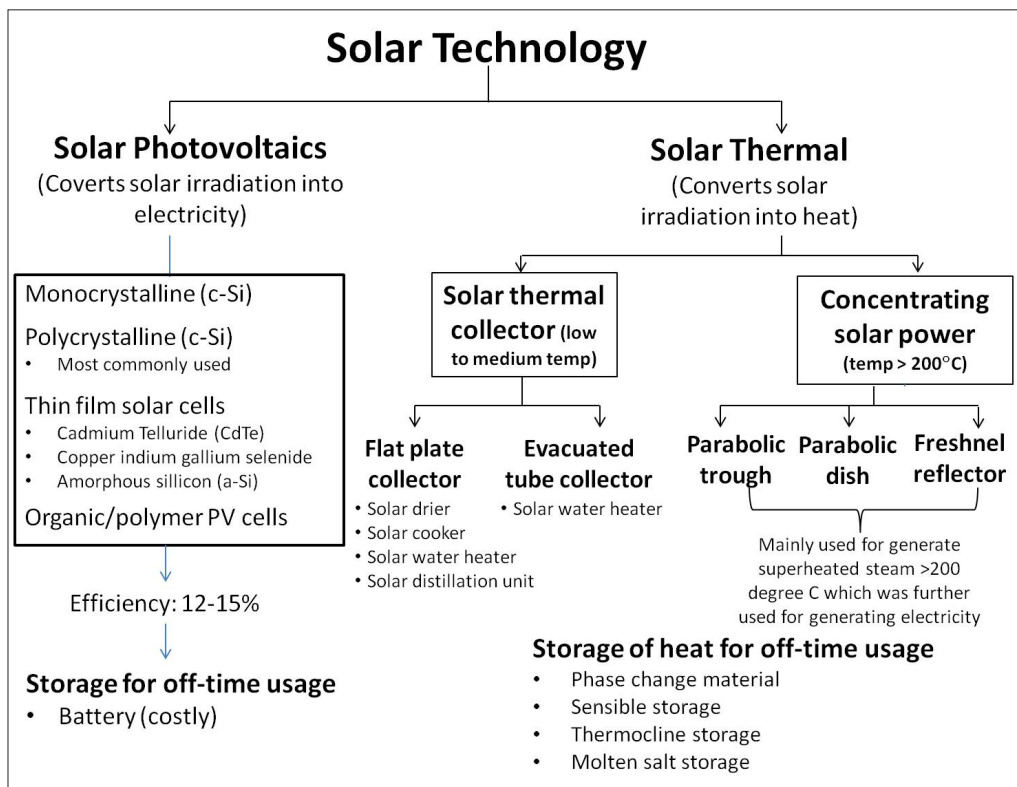 Solar Technology
Solar Photovoltaics
(Coverts solar irradiation into
electricity)
Monocrystalline (c-Si)
Polycrystalline (c-Si)
• Most commonly used
Thin film solar cells
• Cadmium Telluride (CdTe)
• Copper indium gallium selenide
• Amorphous sillicon (a-Si)
Organic/polymer PV cells
Efficiency: 12-15%
Storage for off-time usage
• Battery (costly)
Solar Thermal
(Converts solar
irradiation into heat)
Solar thermal
collector (low
to medium temp)
Flat plate
collector
• Solar drier
• Solar cooker
• Solar water heater
• Solar distillation unit
Evacuated
tube collector
• Solar water heater
Concentrating
solar power
(temp > 200°C)
Parabolic
trough
Parabolic
dish
Freshnel
reflector
Mainly used for generate
superheated steam >200
degree C which was further
used for generating electricity
Storage of heat for off-time usage
• Phase change material
• Sensible storage
• Thermocline storage
• Molten salt storage